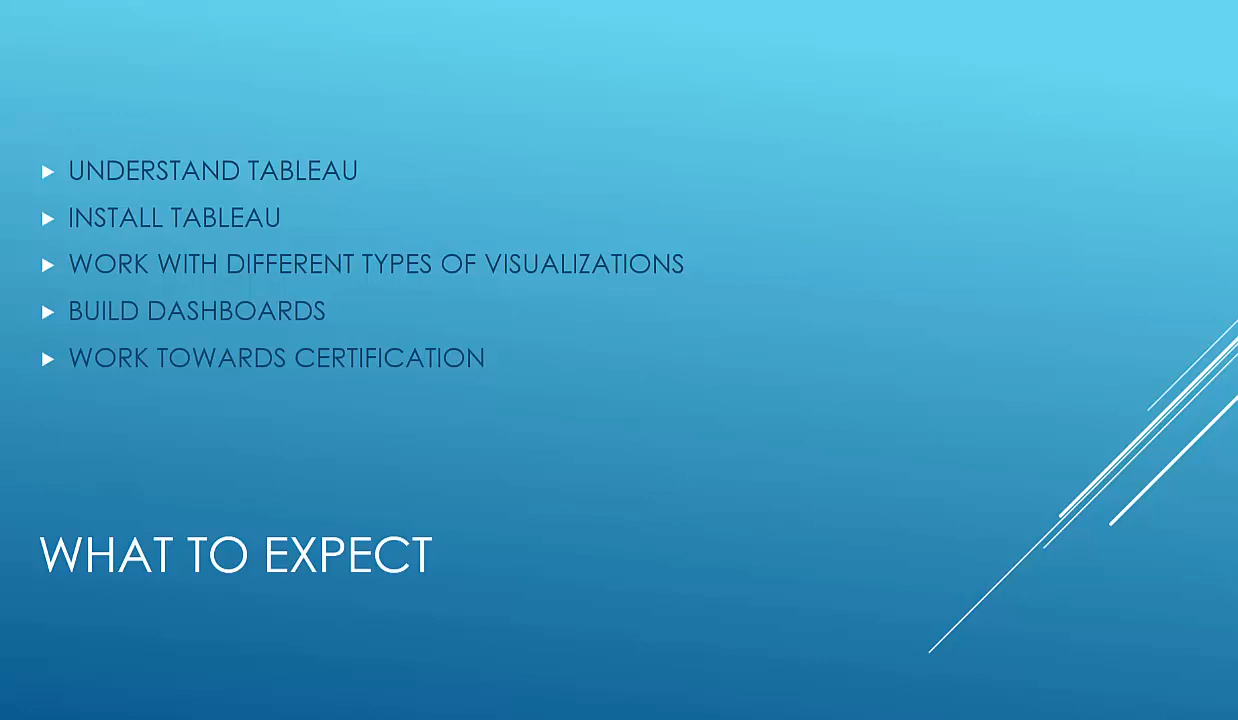 UNDERSTAND TABLEAU
INSTALL TABLEAU
WORK WITH DIFFERENT TYPES OF VISUALIZATIONS
BUILD DASHBOARDS
WORK TOWARDS CERTIFICATION
WHAT TO EXPECT